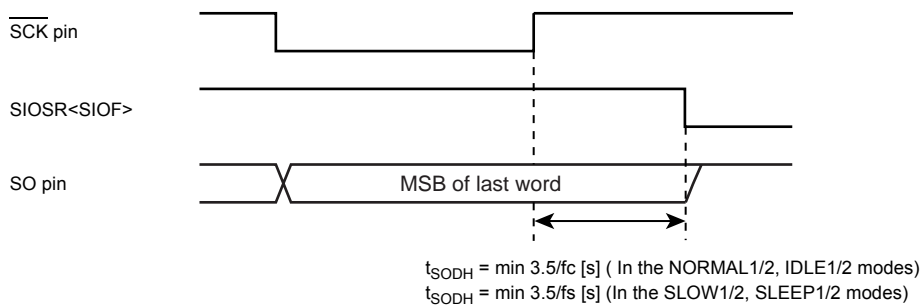 SCK pin
SIOSR<SIOF>
SO pin
MSB of last word
tSODH = min 3.5/fc [s] ( In the NORMAL1/2, IDLE1/2 modes)
tSODH = min 3.5/fs [s] (In the SLOW1/2, SLEEP1/2 modes)